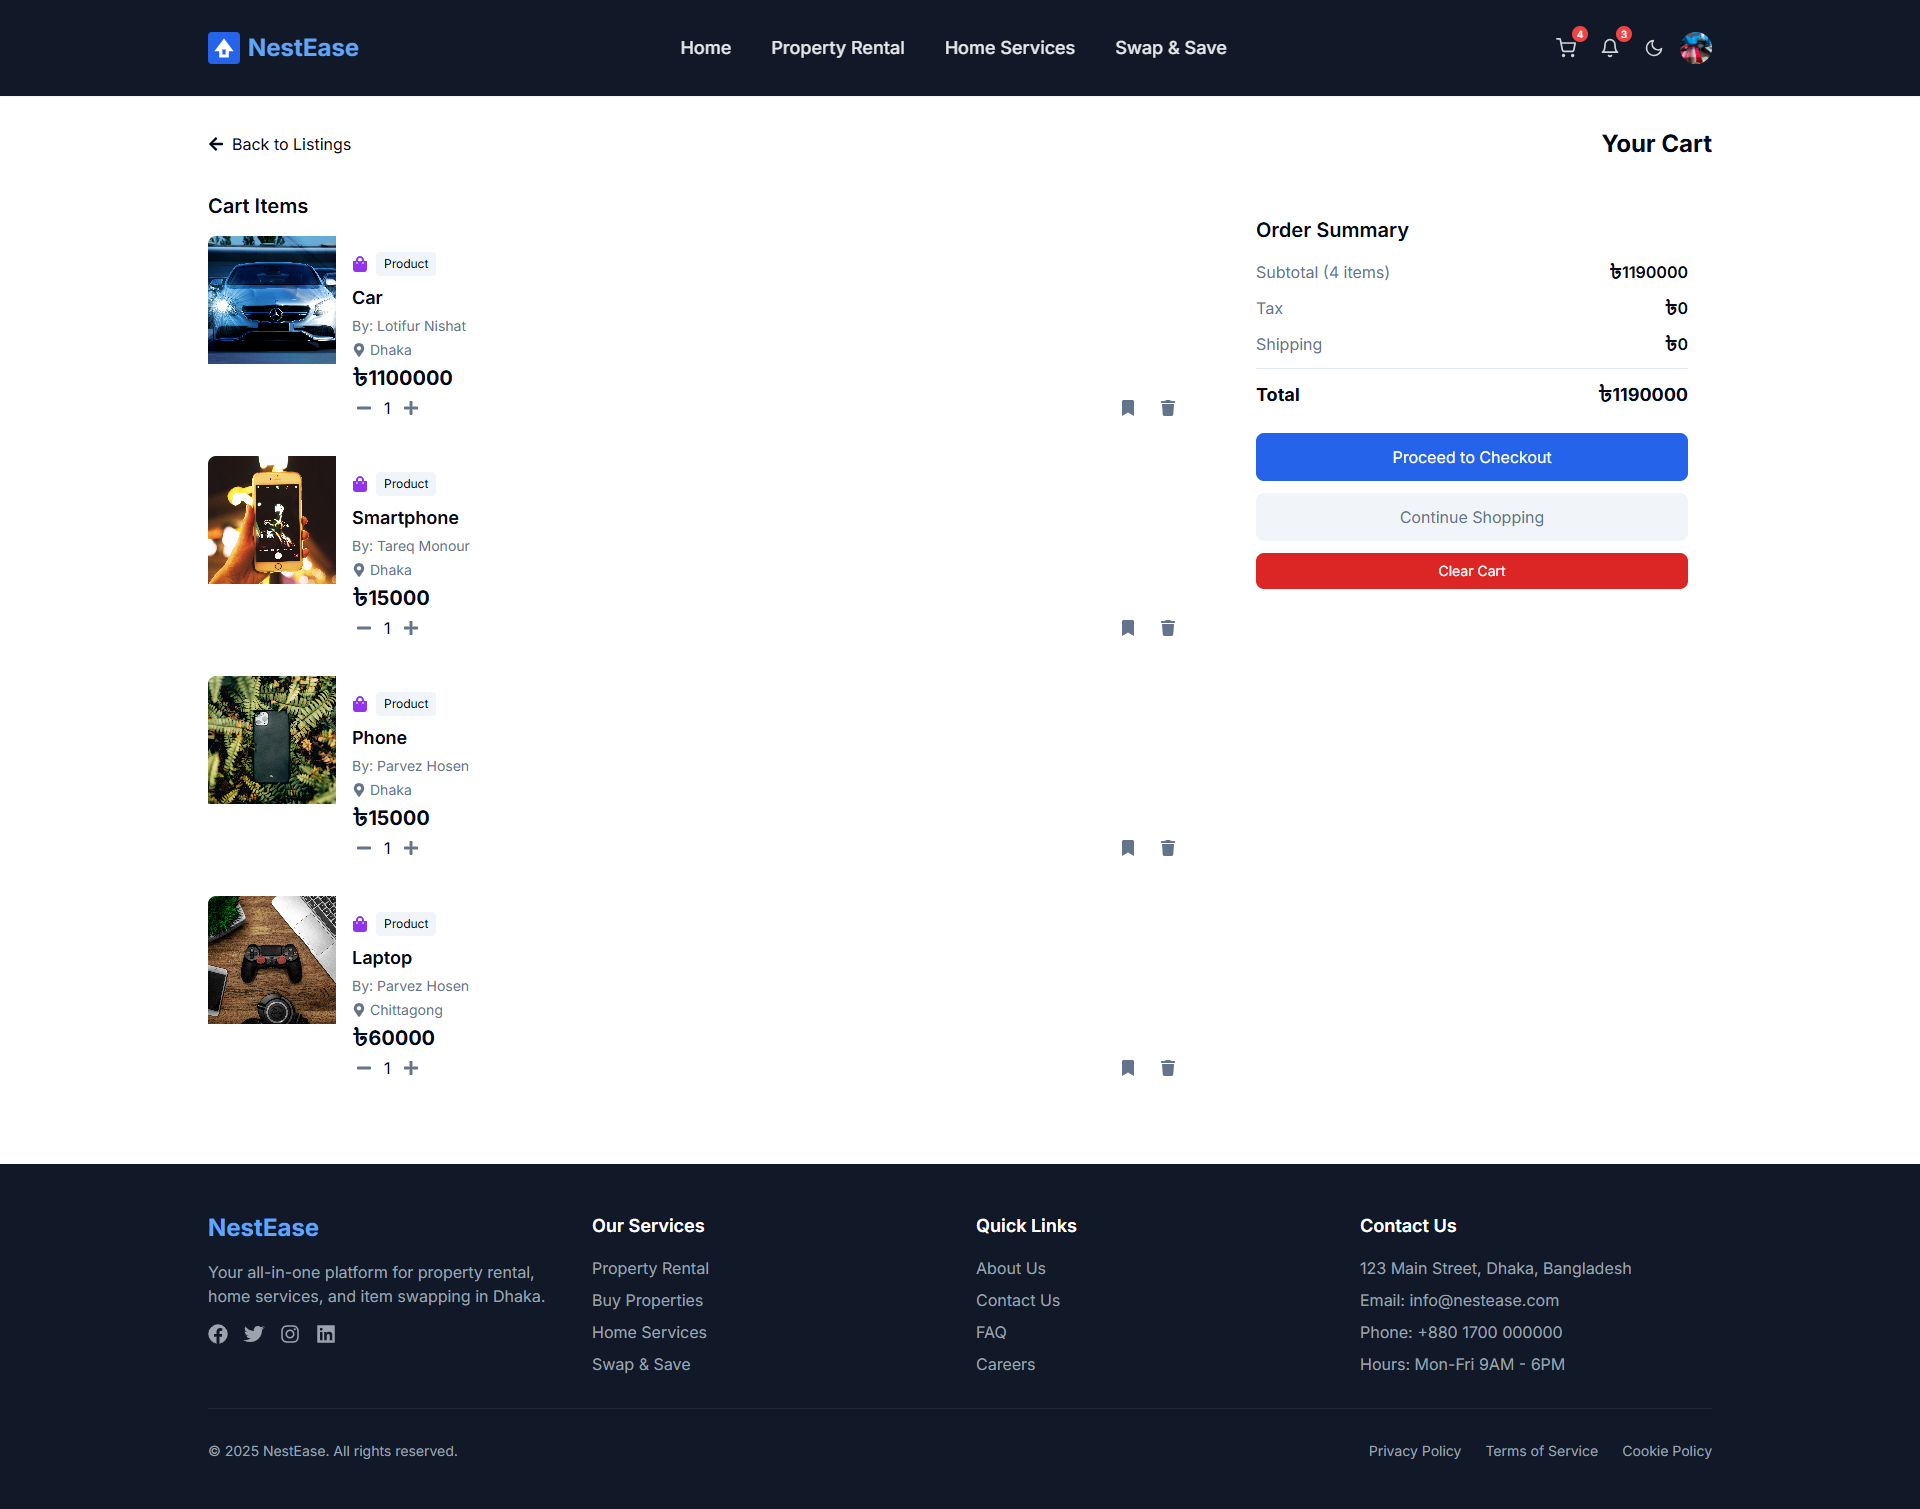 NestEase
Home
Property Rental
Home Services
Swap & Save
4
3
Back to Listings
Your Cart
Cart Items
Product
Car
By: Lotifur Nishat
Dhaka
৳1100000
1
Product
Smartphone
By: Tareq Monour
Dhaka
৳15000
1
Product
Phone
By: Parvez Hosen
Dhaka
৳15000
1
Product
Laptop
By: Parvez Hosen
Chittagong
৳60000
1
Order Summary
Subtotal (4 items) ৳1190000
Tax ৳0
Shipping ৳0
Total ৳1190000
Proceed to Checkout
Continue Shopping
Clear Cart
NestEase
Your all-in-one platform for property rental,
home services, and item swapping in Dhaka.
Our Services
Property Rental
Buy Properties
Home Services
Swap & Save
Quick Links
About Us
Contact Us
FAQ
Careers
Contact Us
123 Main Street, Dhaka, Bangladesh
Email: info@nestease.com
Phone: +880 1700 000000
Hours: Mon-Fri 9AM - 6PM
© 2025 NestEase. All rights reserved.
Privacy Policy
Terms of Service
Cookie Policy